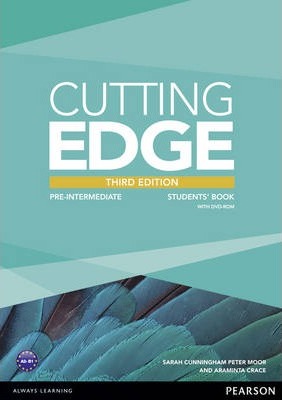 CUTTING
EDGE
THIRD EDITION
PRE-INTERMEDIATE STUDENTS' BOOK
WITH DVD-ROM
A2-B1
SARAH CUNNINGHAM PETER MOOR
AND ARAMINTA CRACE
ALWAYS LEARNING PEARSON